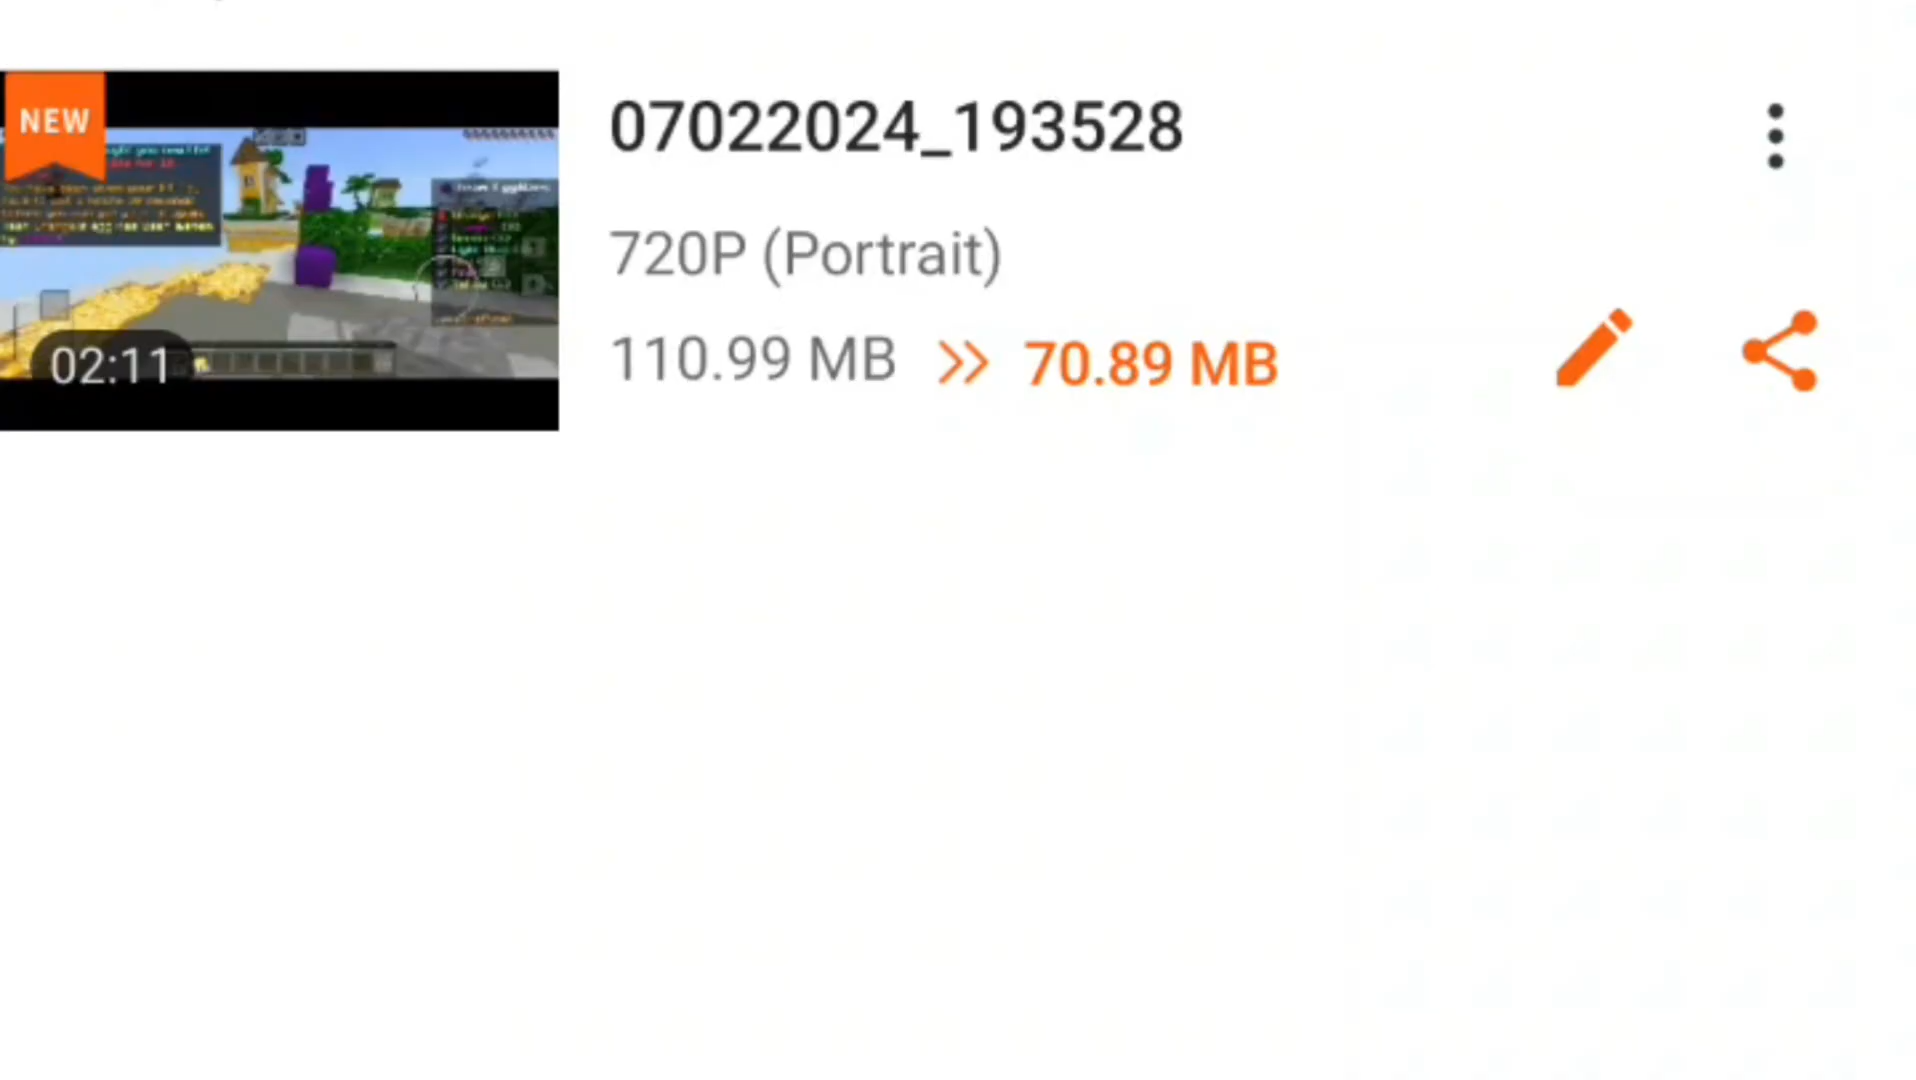 NEW
07022024_193528
720P (Portrait)
110.99 MB >> 70.89 MB
02:11